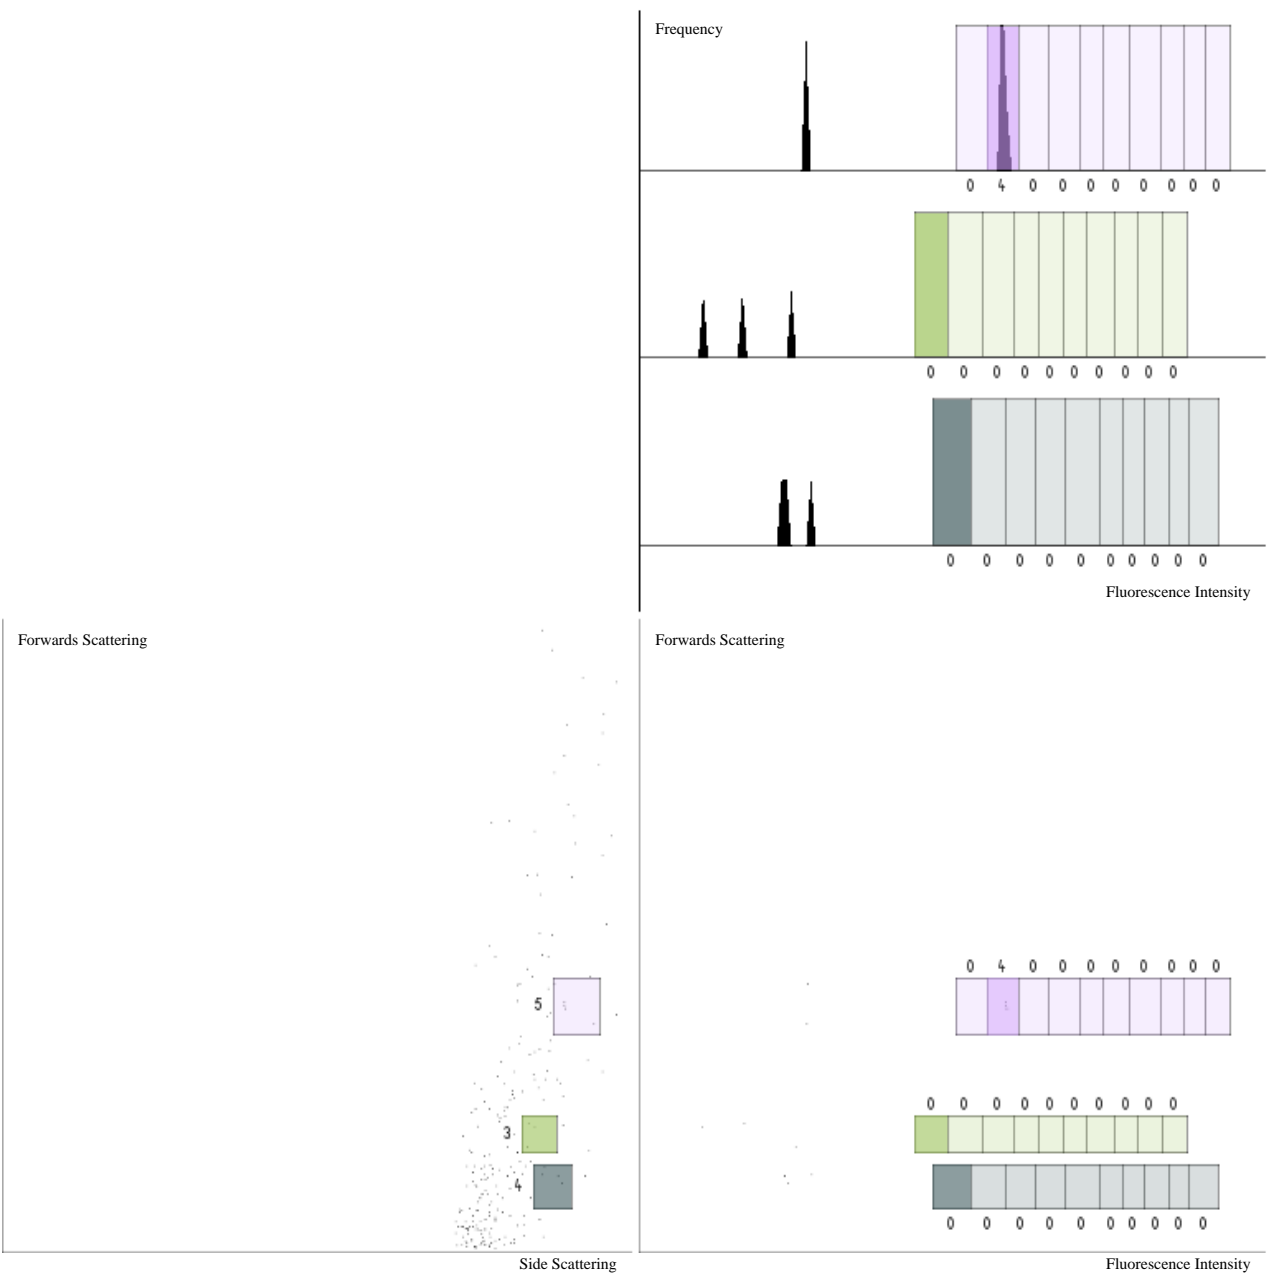 Frequency
0 4 0 0 0 0 0 0 0 0
0 0 0 0 0 0 0 0 0 0
0 0 0 0 0 0 0 0 0 0
Fluorescence Intensity
Forwards Scattering
5
3
4
Side Scattering
Forwards Scattering
0 4 0 0 0 0 0 0 0 0
0 0 0 0 0 0 0 0 0 0
0 0 0 0 0 0 0 0 0 0
Fluorescence Intensity